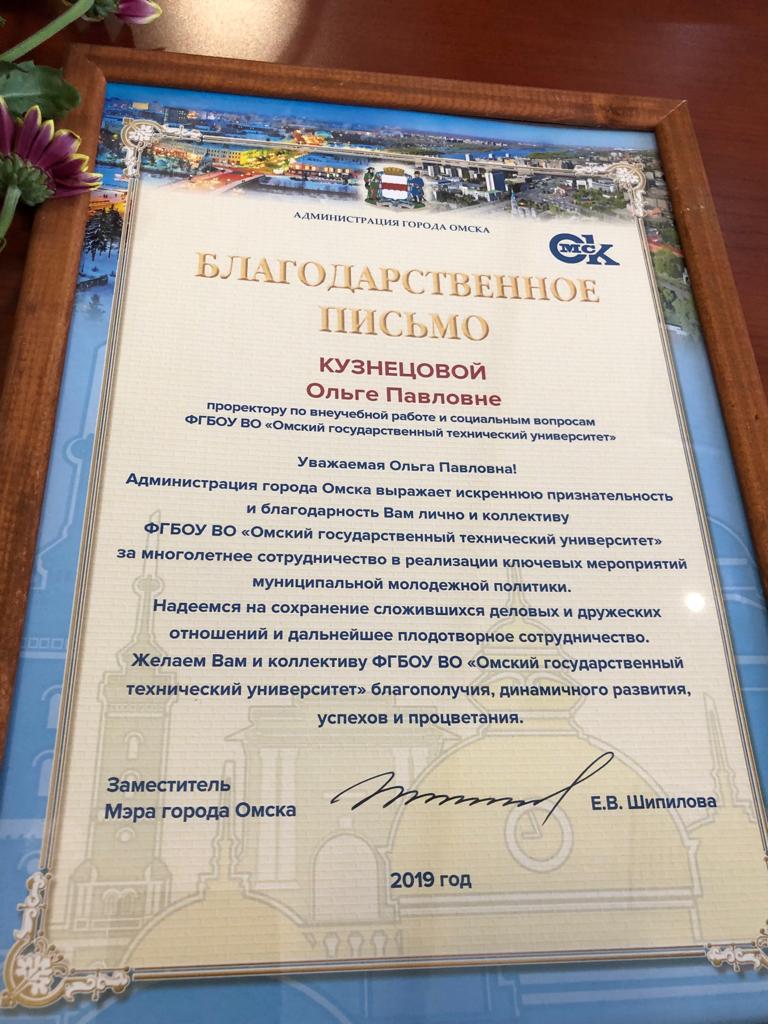 АДМИНИСТРАЦИЯ ГОРОДА ОМСКА
ОМСК
БЛАГОДАРСТВЕННОЕ
ПИСЬМО
КУЗНЕЦОВОЙ
Ольге Павловне
проректору по внеучебной работе и социальным вопросам
ФГБОУ ВО «Омский государственный технический университет»
Уважаемая Ольга Павловна!
Администрация города Омска выражает искреннюю признательность
и благодарность Вам лично и коллективу
ФГБОУ ВО «Омский государственный технический университет»
за многолетнее сотрудничество в реализации ключевых мероприятий
муниципальной молодежной политики.
Надеемся на сохранение сложившихся деловых и дружеских
отношений и дальнейшее плодотворное сотрудничество.
Желаем Вам и коллективу ФГБОУ ВО «Омский государственный
технический университет» благополучия, динамичного развития,
успехов и процветания.
Заместитель
Мэра города Омска
Е.В. Шипилова
2019 год